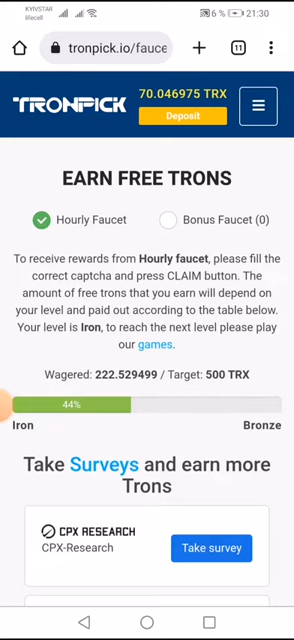 KYIVSTAR
lifecell
6 %
21:30
tronpick.io/fauce
11
TRONPICK
70.046975 TRX
Deposit
EARN FREE TRONS
Hourly Faucet
Bonus Faucet (0)
To receive rewards from Hourly faucet, please fill the
correct captcha and press CLAIM button. The
amount of free trons that you earn will depend on
your level and paid out according to the table below.
Your level is Iron, to reach the next level please play
our games.
Wagered: 222.529499 / Target: 500 TRX
44%
Iron
Bronze
Take Surveys and earn more
Trons
CPX RESEARCH
CPX-Research
Take survey